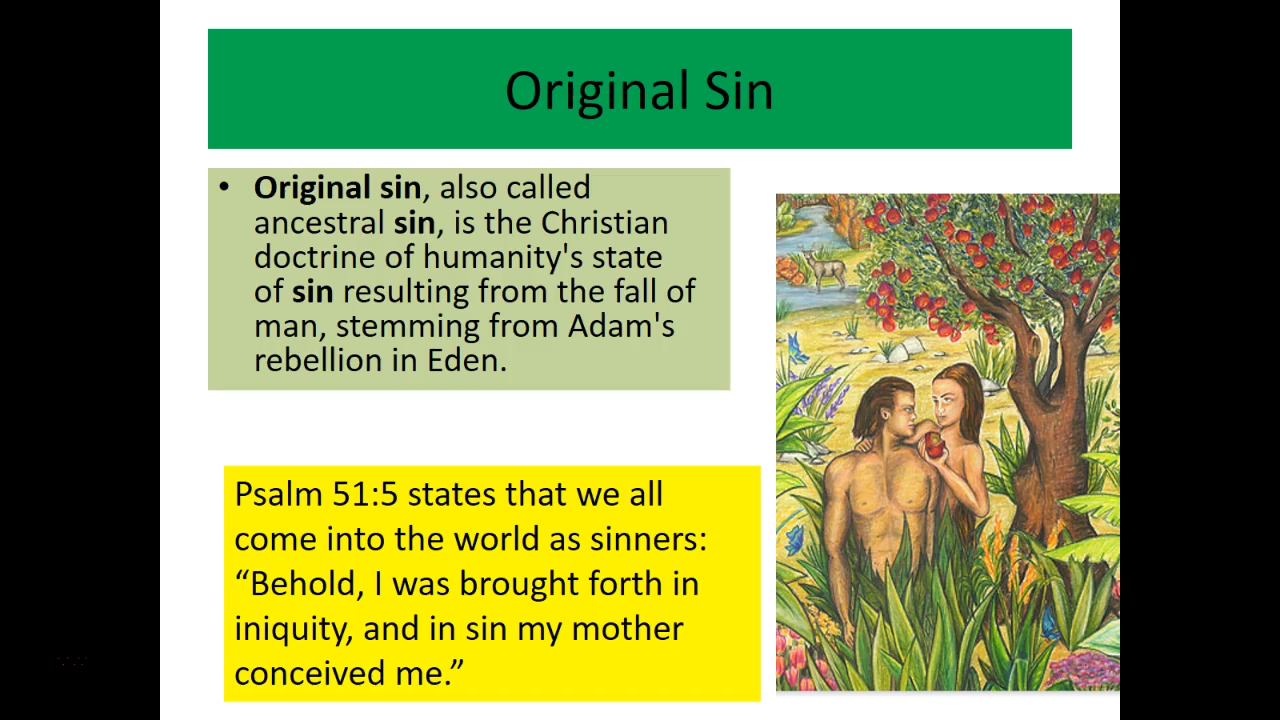 Original Sin
• Original sin, also called
ancestral sin, is the Christian
doctrine of humanity's state
of sin resulting from the fall of
man, stemming from Adam's
rebellion in Eden.
Psalm 51:5 states that we all
come into the world as sinners:
“Behold, I was brought forth in
iniquity, and in sin my mother
conceived me.”